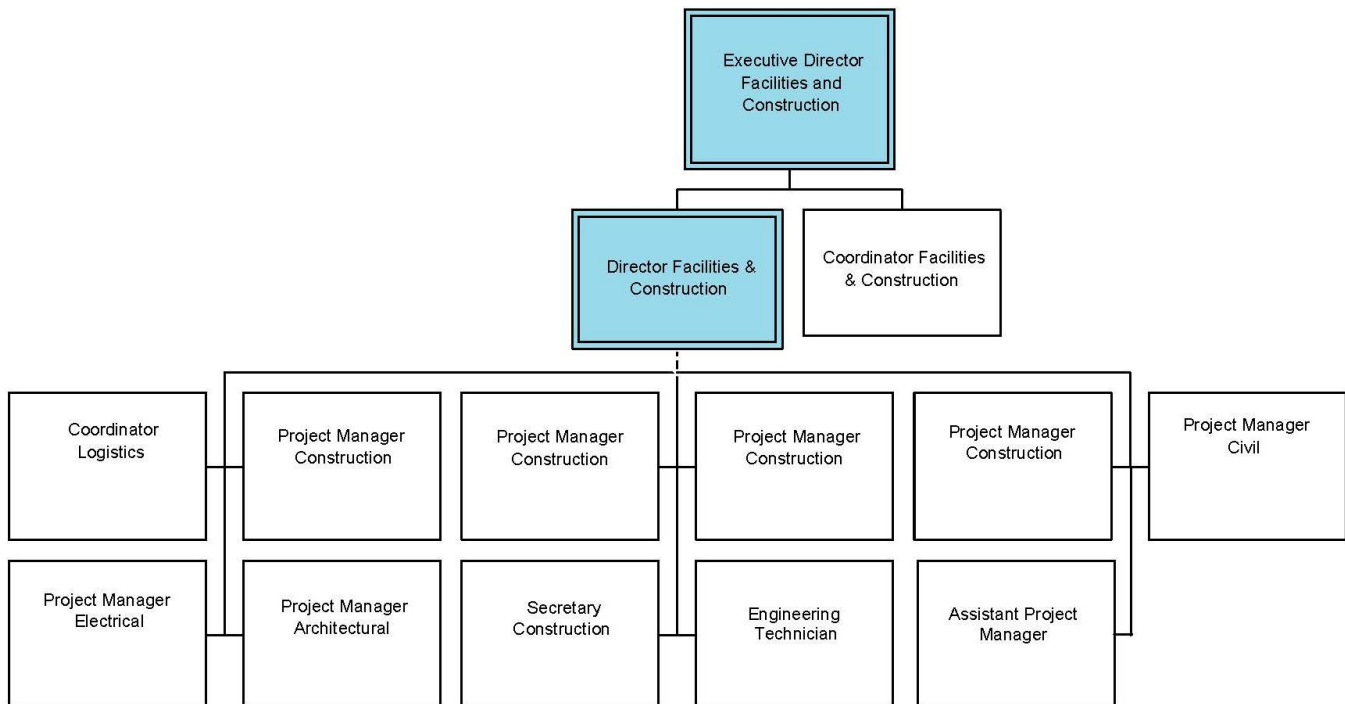 Executive Director
Facilities and
Construction
Director Facilities &
Construction
Coordinator Facilities
& Construction
Coordinator
Logistics
Project Manager
Construction
Project Manager
Construction
Project Manager
Construction
Project Manager
Construction
Project Manager
Civil
Project Manager
Electrical
Project Manager
Architectural
Secretary
Construction
Engineering
Technician
Assistant Project
Manager